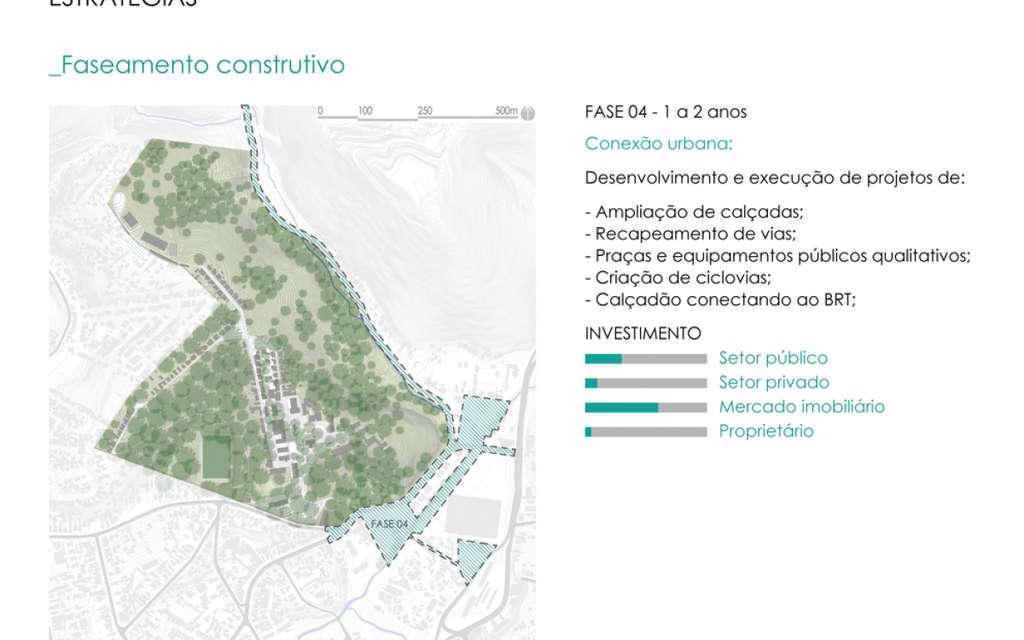 ESTRATÉGIAS
_Faseamento construtivo
0 100 250 500m
FASE 04 - 1 a 2 anos
Conexão urbana:
Desenvolvimento e execução de projetos de:
- Ampliação de calçadas;
- Recapeamento de vias;
- Praças e equipamentos públicos qualitativos;
- Criação de ciclovias;
- Calçadão conectando ao BRT;
INVESTIMENTO
Setor público
Setor privado
Mercado imobiliário
Proprietário
FASE 04